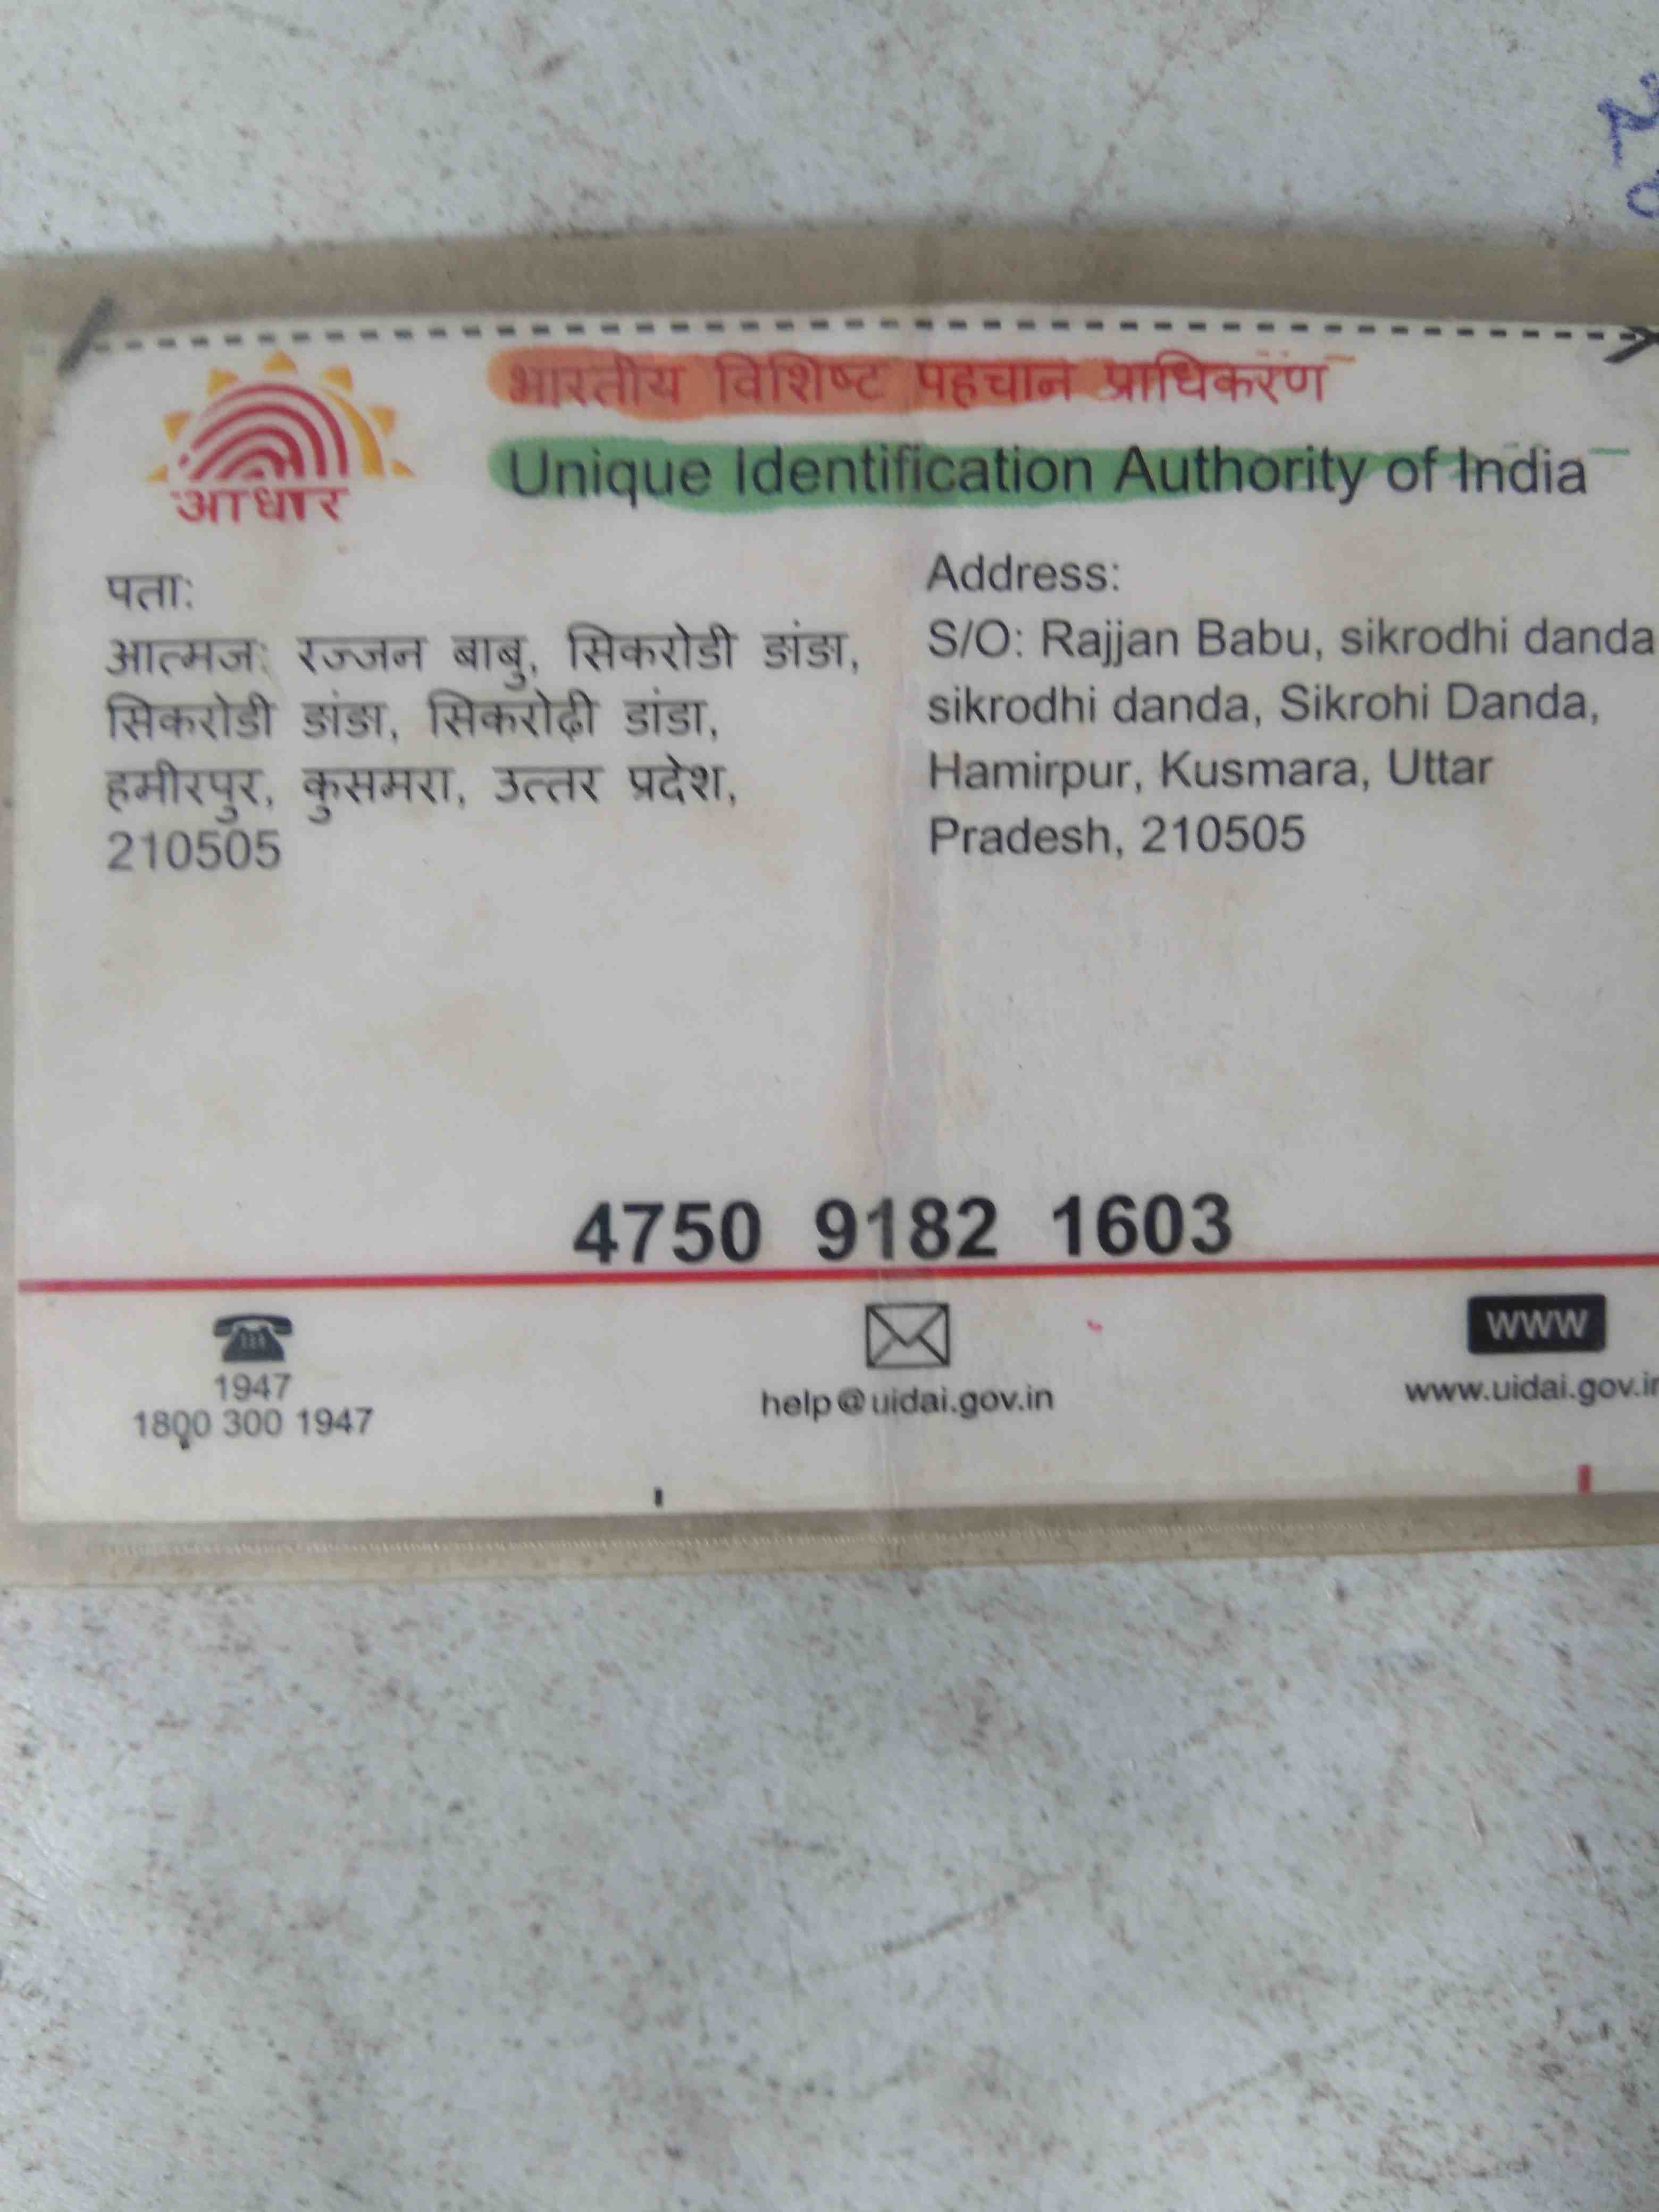 भारतीय विशिष्ट पहचान प्राधिकरण
Unique Identification Authority of India
आधार
पता:
आत्मज: रज्जन बाबु, सिकरोडी डांडा,
सिकरोडी डांडा, सिकरोढ़ी डांडा,
हमीरपुर, कुसमरा, उत्तर प्रदेश,
210505
Address:
S/O: Rajjan Babu, sikrodhi danda
sikrodhi danda, Sikrohi Danda,
Hamirpur, Kusmara, Uttar
Pradesh, 210505
4750 9182 1603
1947
1800 300 1947
help@uidai.gov.in
www
www.uidai.gov.in